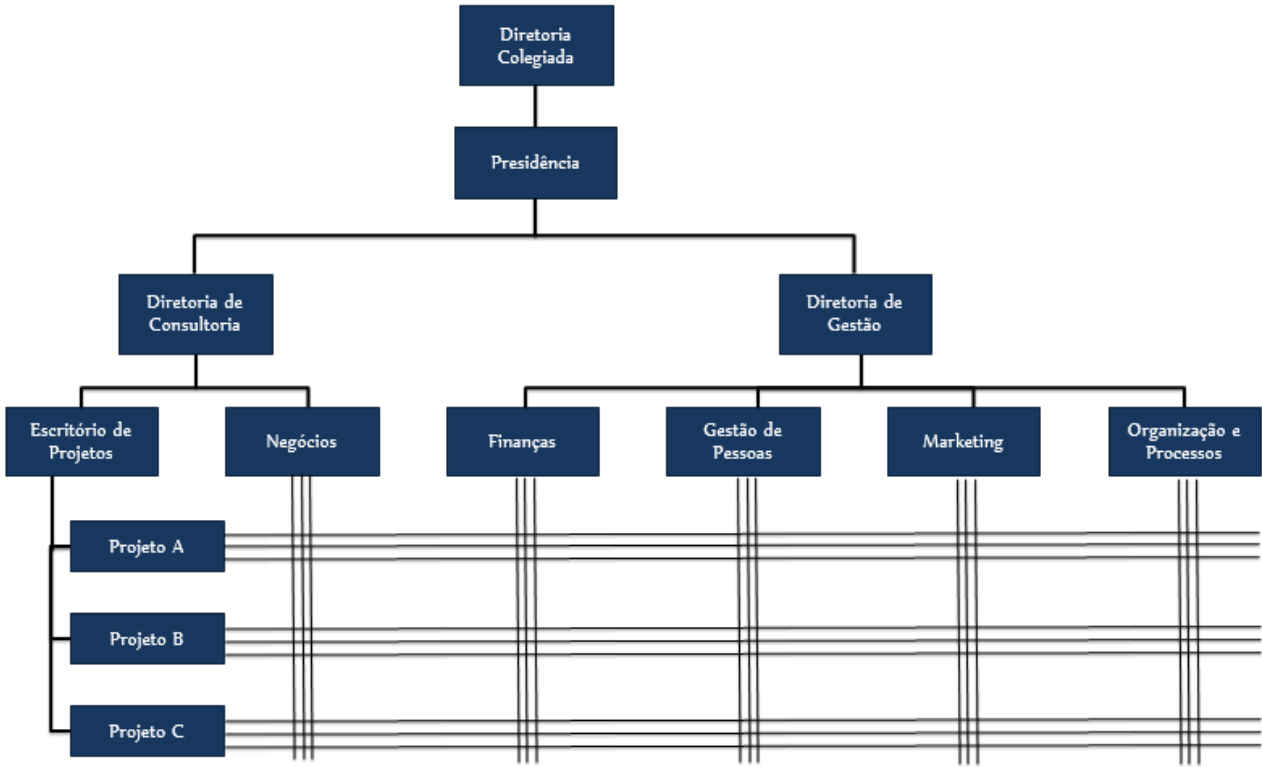 Diretoria
Colegiada
Presidência
Diretoria de
Consultoria
Diretoria de
Gestão
Escritório de
Projetos
Negócios
Finanças
Gestão de
Pessoas
Marketing
Organização e
Processos
Projeto A
Projeto B
Projeto C